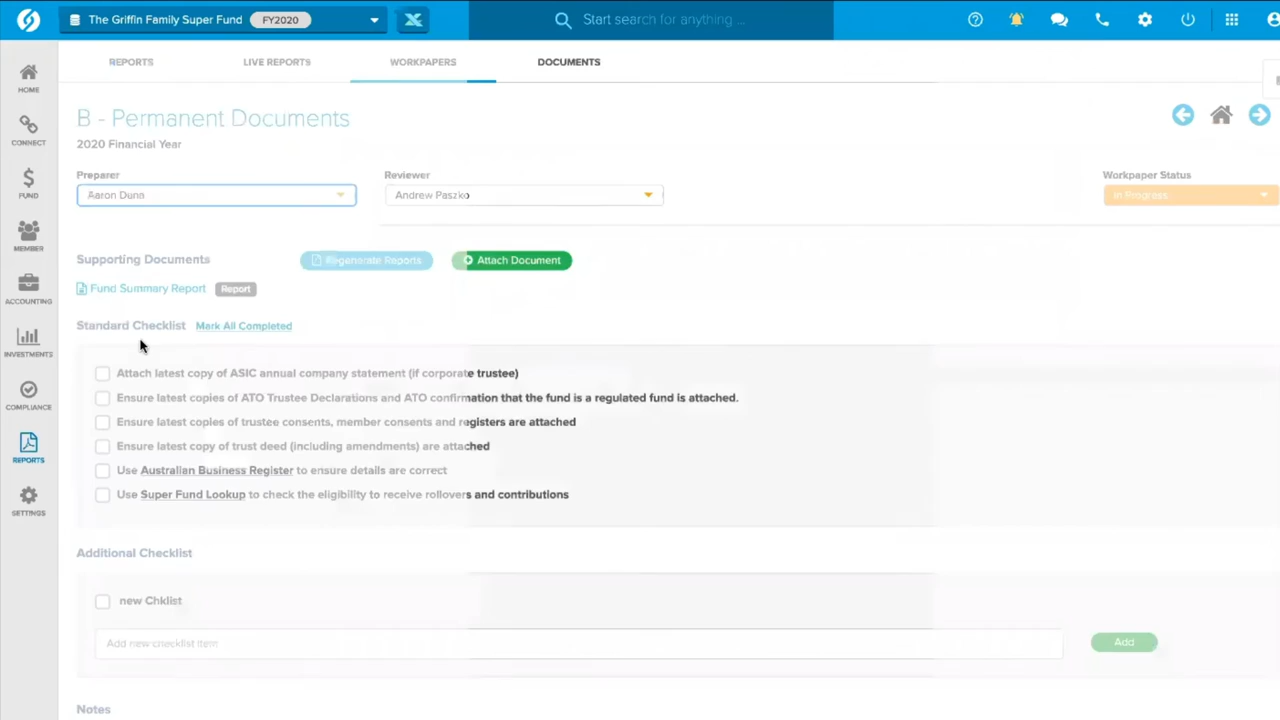 The Griffin Family Super Fund FY2020
Start search for anything ...
HOME
CONNECT
FUND
MEMBER
ACCOUNTING
INVESTMENTS
COMPLIANCE
REPORTS
SETTINGS
REPORTS LIVE REPORTS WORKPAPERS DOCUMENTS
B - Permanent Documents
2020 Financial Year
Preparer Reviewer Workpaper Status
Aaron Dunn Andrew Paszko In Progress
Supporting Documents Regenerate Reports Attach Document
Fund Summary Report Report
Standard Checklist Mark All Completed
Attach latest copy of ASIC annual company statement (if corporate trustee)
Ensure latest copies of ATO Trustee Declarations and ATO confirmation that the fund is a regulated fund is attached.
Ensure latest copies of trustee consents, member consents and registers are attached
Ensure latest copy of trust deed (including amendments) are attached
Use Australian Business Register to ensure details are correct
Use Super Fund Lookup to check the eligibility to receive rollovers and contributions
Additional Checklist
new Chklist
Add new checklist item Add
Notes